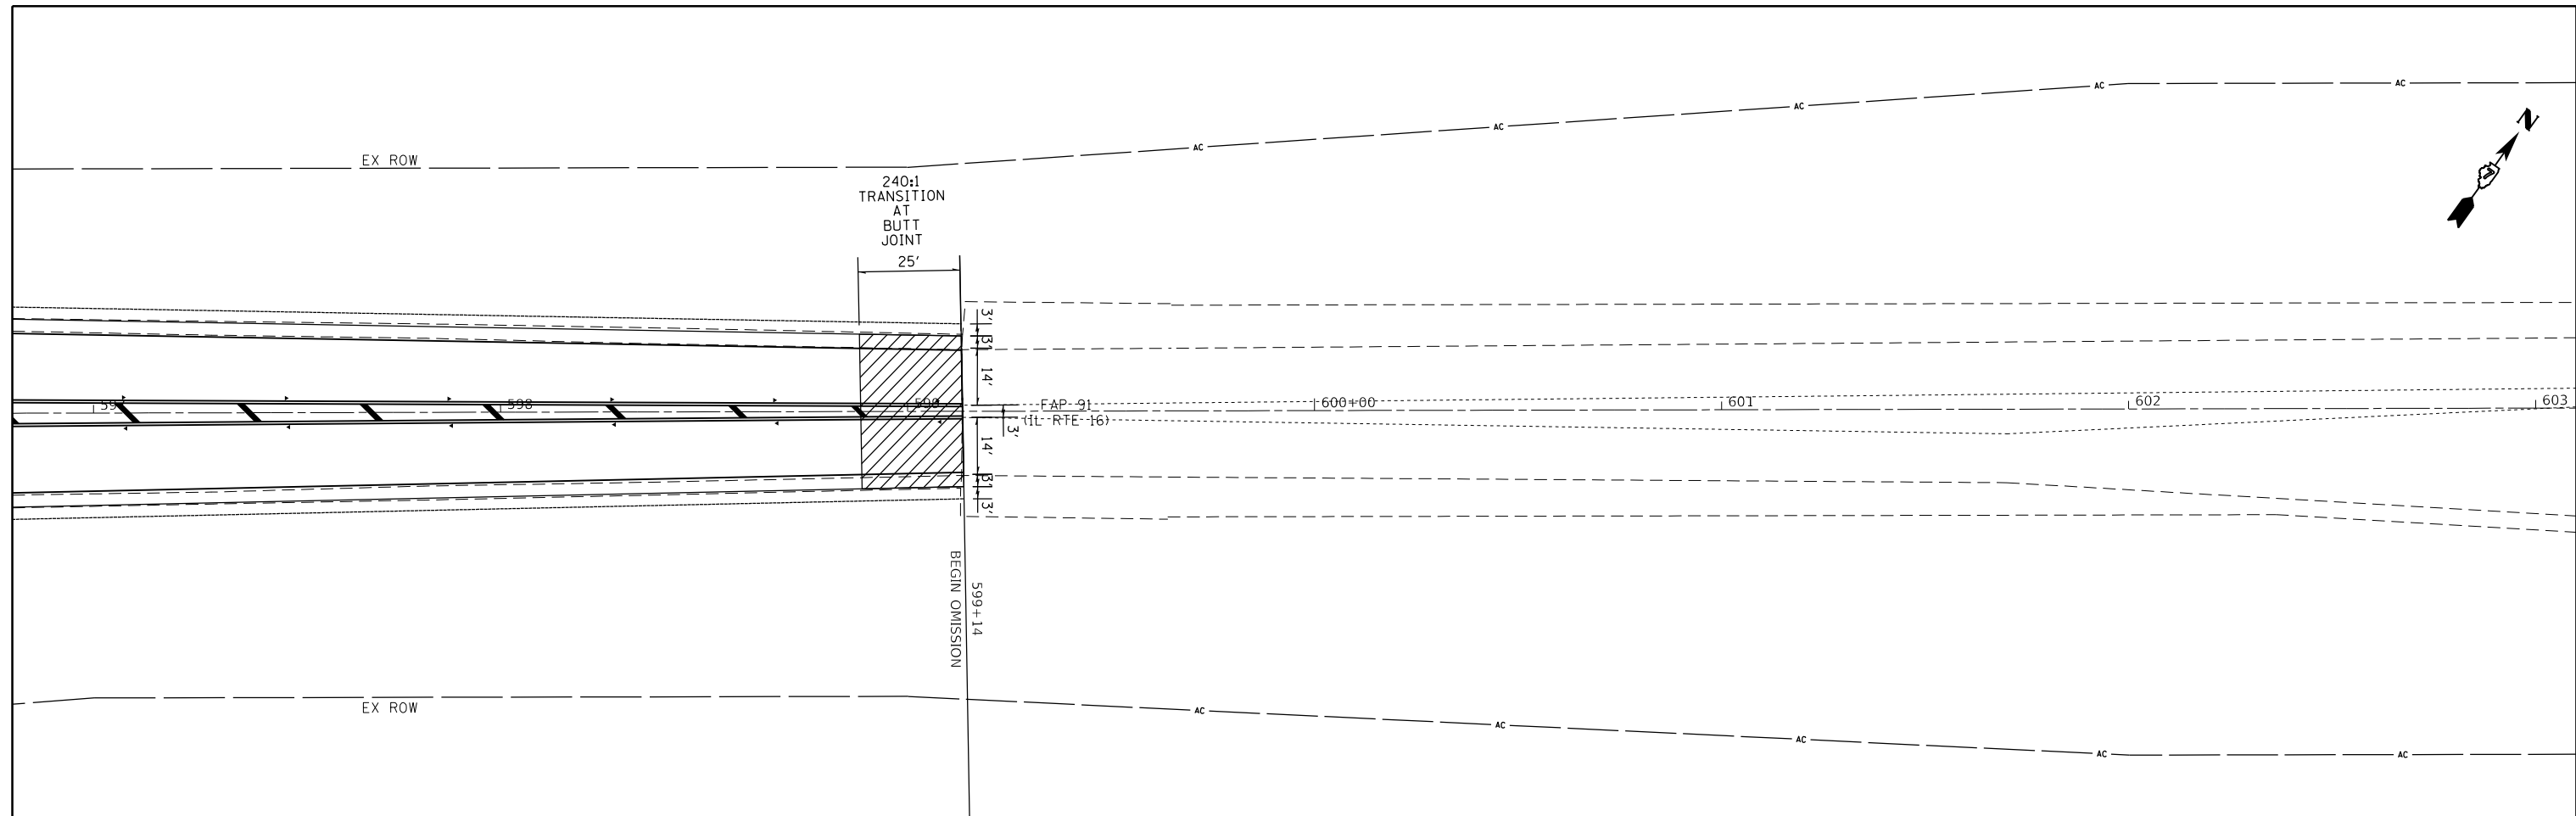 AC
AC
AC
AC
AC
N
EX ROW
240:1
TRANSITION
AT
BUTT
JOINT
25'
3'
3'
14'
598
599
FAP 91
(IL RTE 16)
600+00
601
602
603
3'
14'
3'
3'
BEGIN OMISSION
599+14
EX ROW
AC
AC
AC
AC
AC